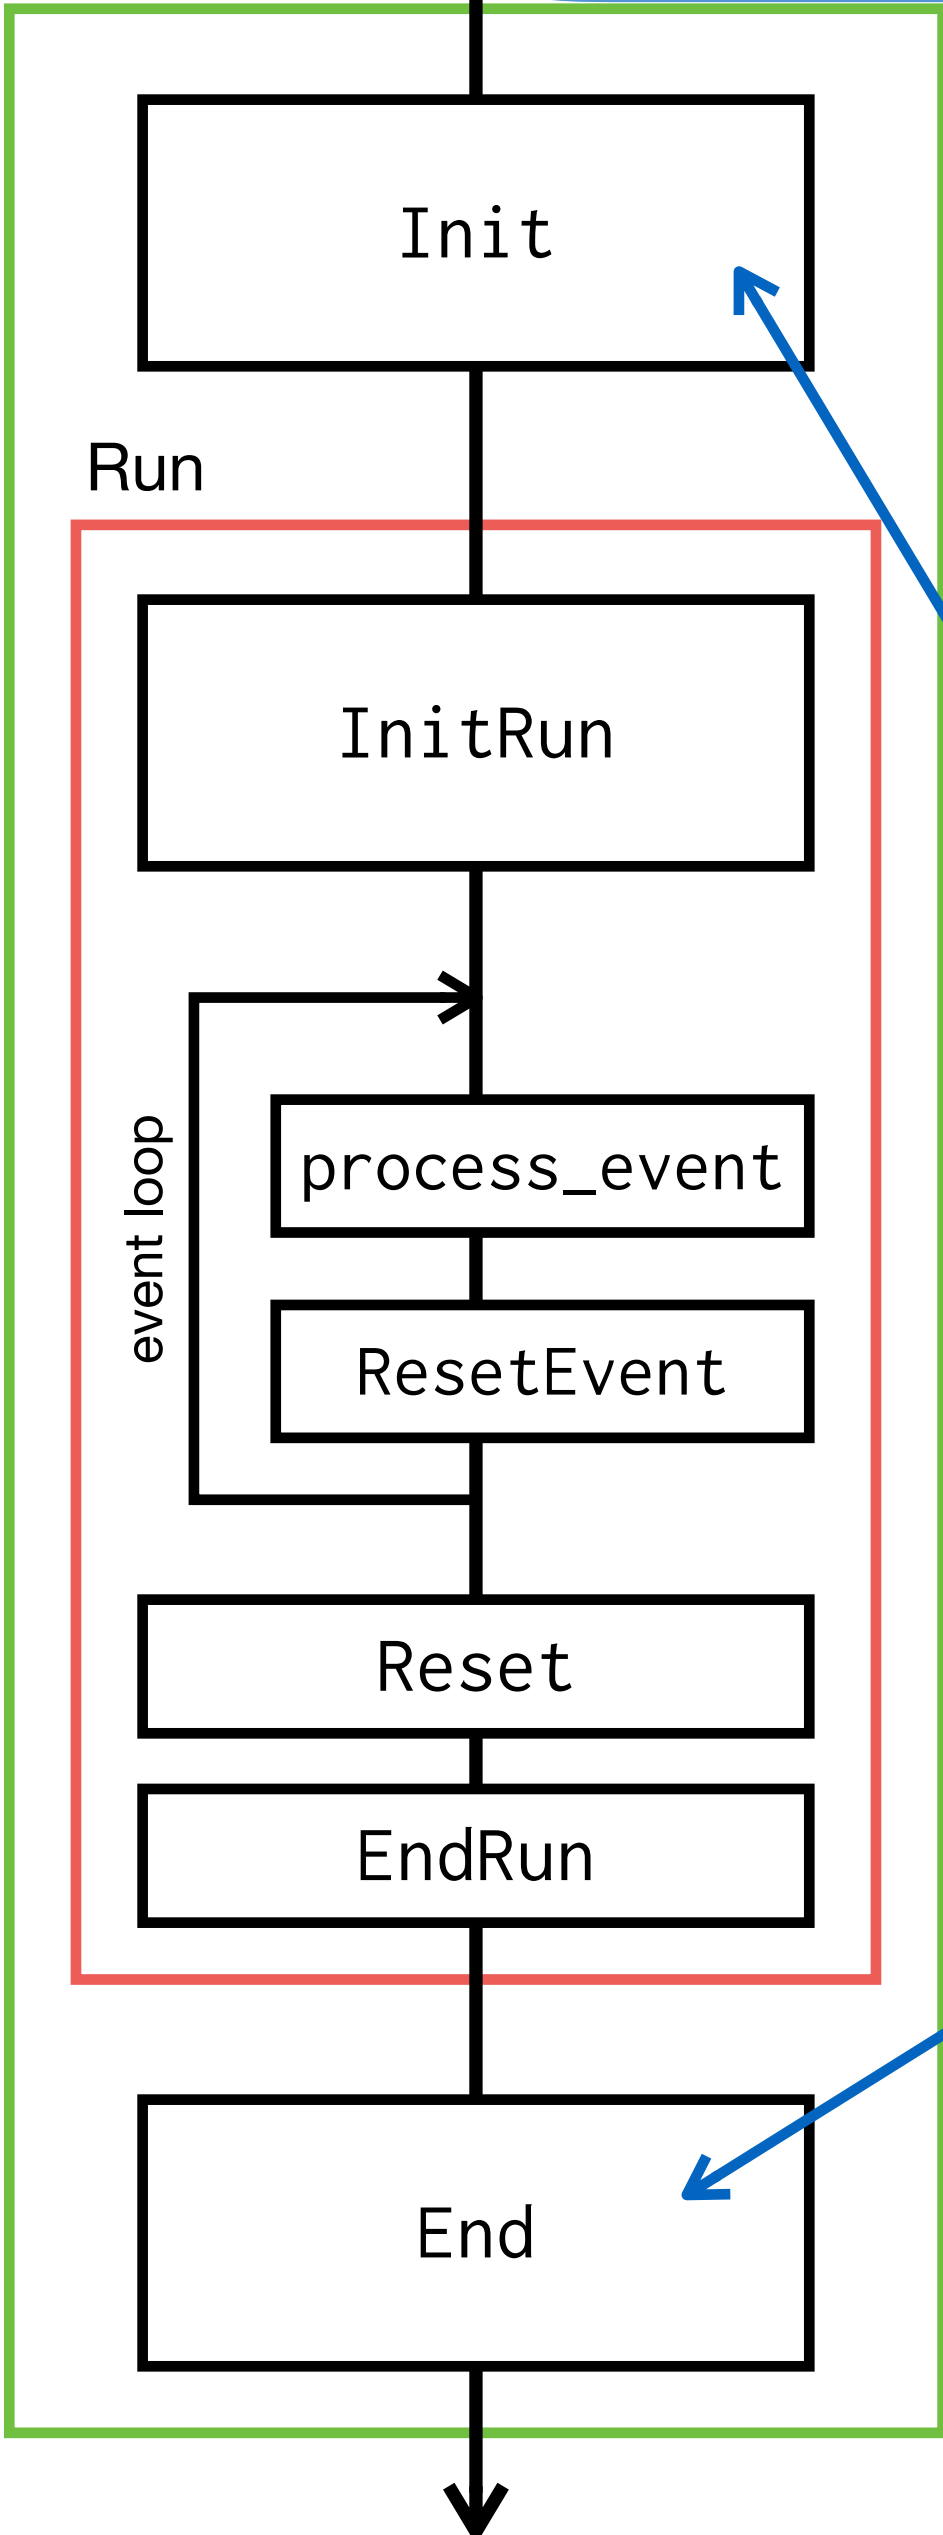 Init
Run
InitRun
event loop
process_event
ResetEvent
Reset
EndRun
End